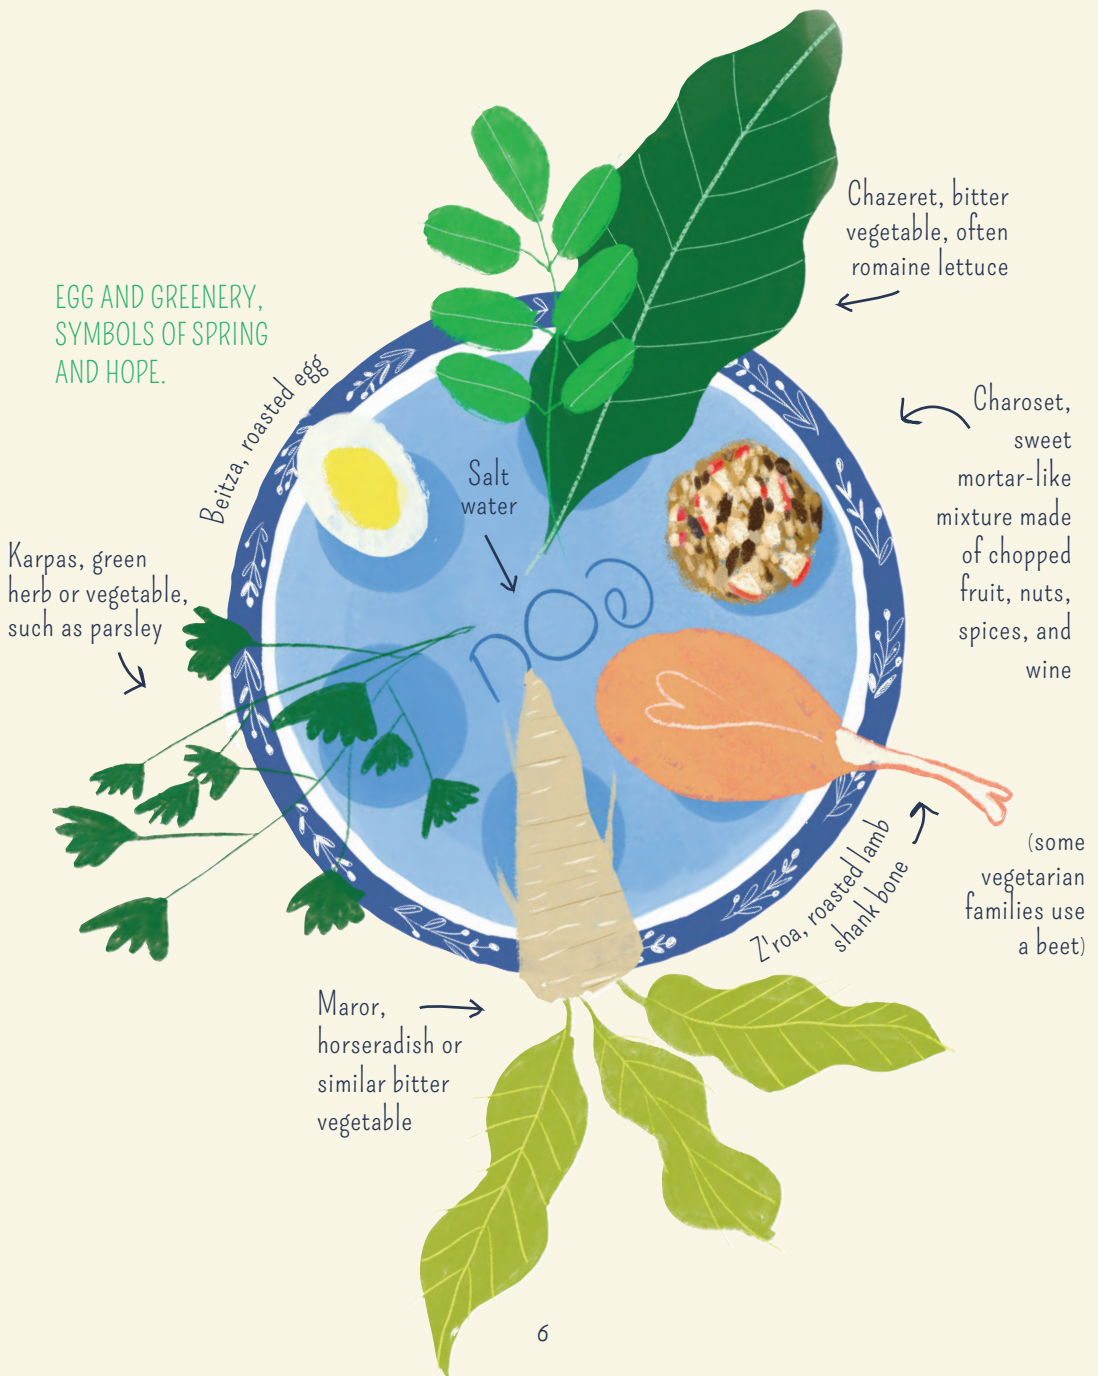 Chazeret, bitter
vegetable, often
romaine lettuce
EGG AND GREENERY,
SYMBOLS OF SPRING
AND HOPE.
Beitza, roasted egg
Charoset,
sweet
mortar-like
mixture made
of chopped
fruit, nuts,
spices, and
wine
Salt
water
Karpas, green
herb or vegetable,
such as parsley
פסח
Z'roa, roasted lamb
shank bone
(some
vegetarian
families use
a beet)
Maror,
horseradish or
similar bitter
vegetable
6